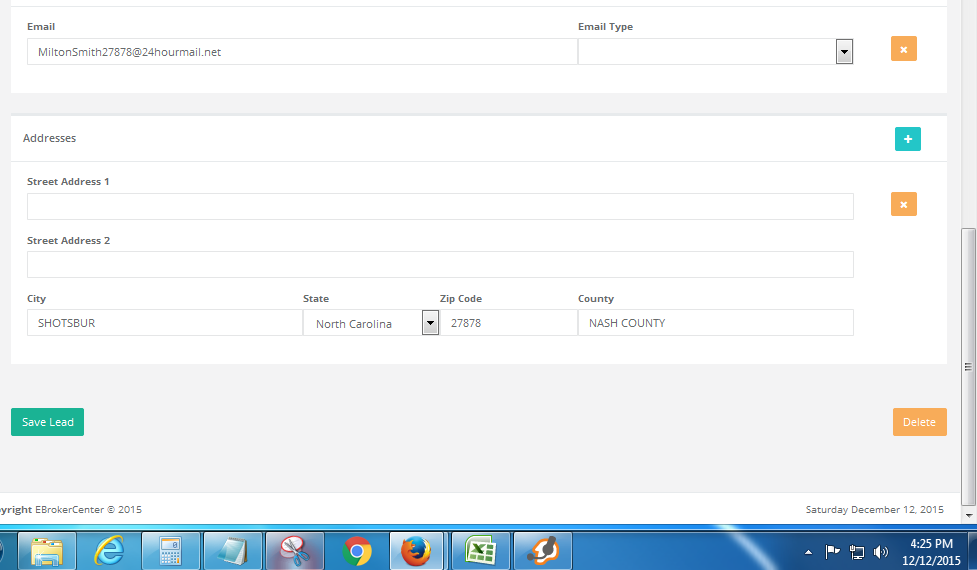 Email Email Type
MiltonSmith27878@24hourmail.net
Addresses
Street Address 1
Street Address 2
City State Zip Code County
SHOTSBUR North Carolina 27878 NASH COUNTY
Save Lead Delete
yright EBrokerCenter © 2015 Saturday December 12, 2015
4:25 PM
12/12/2015